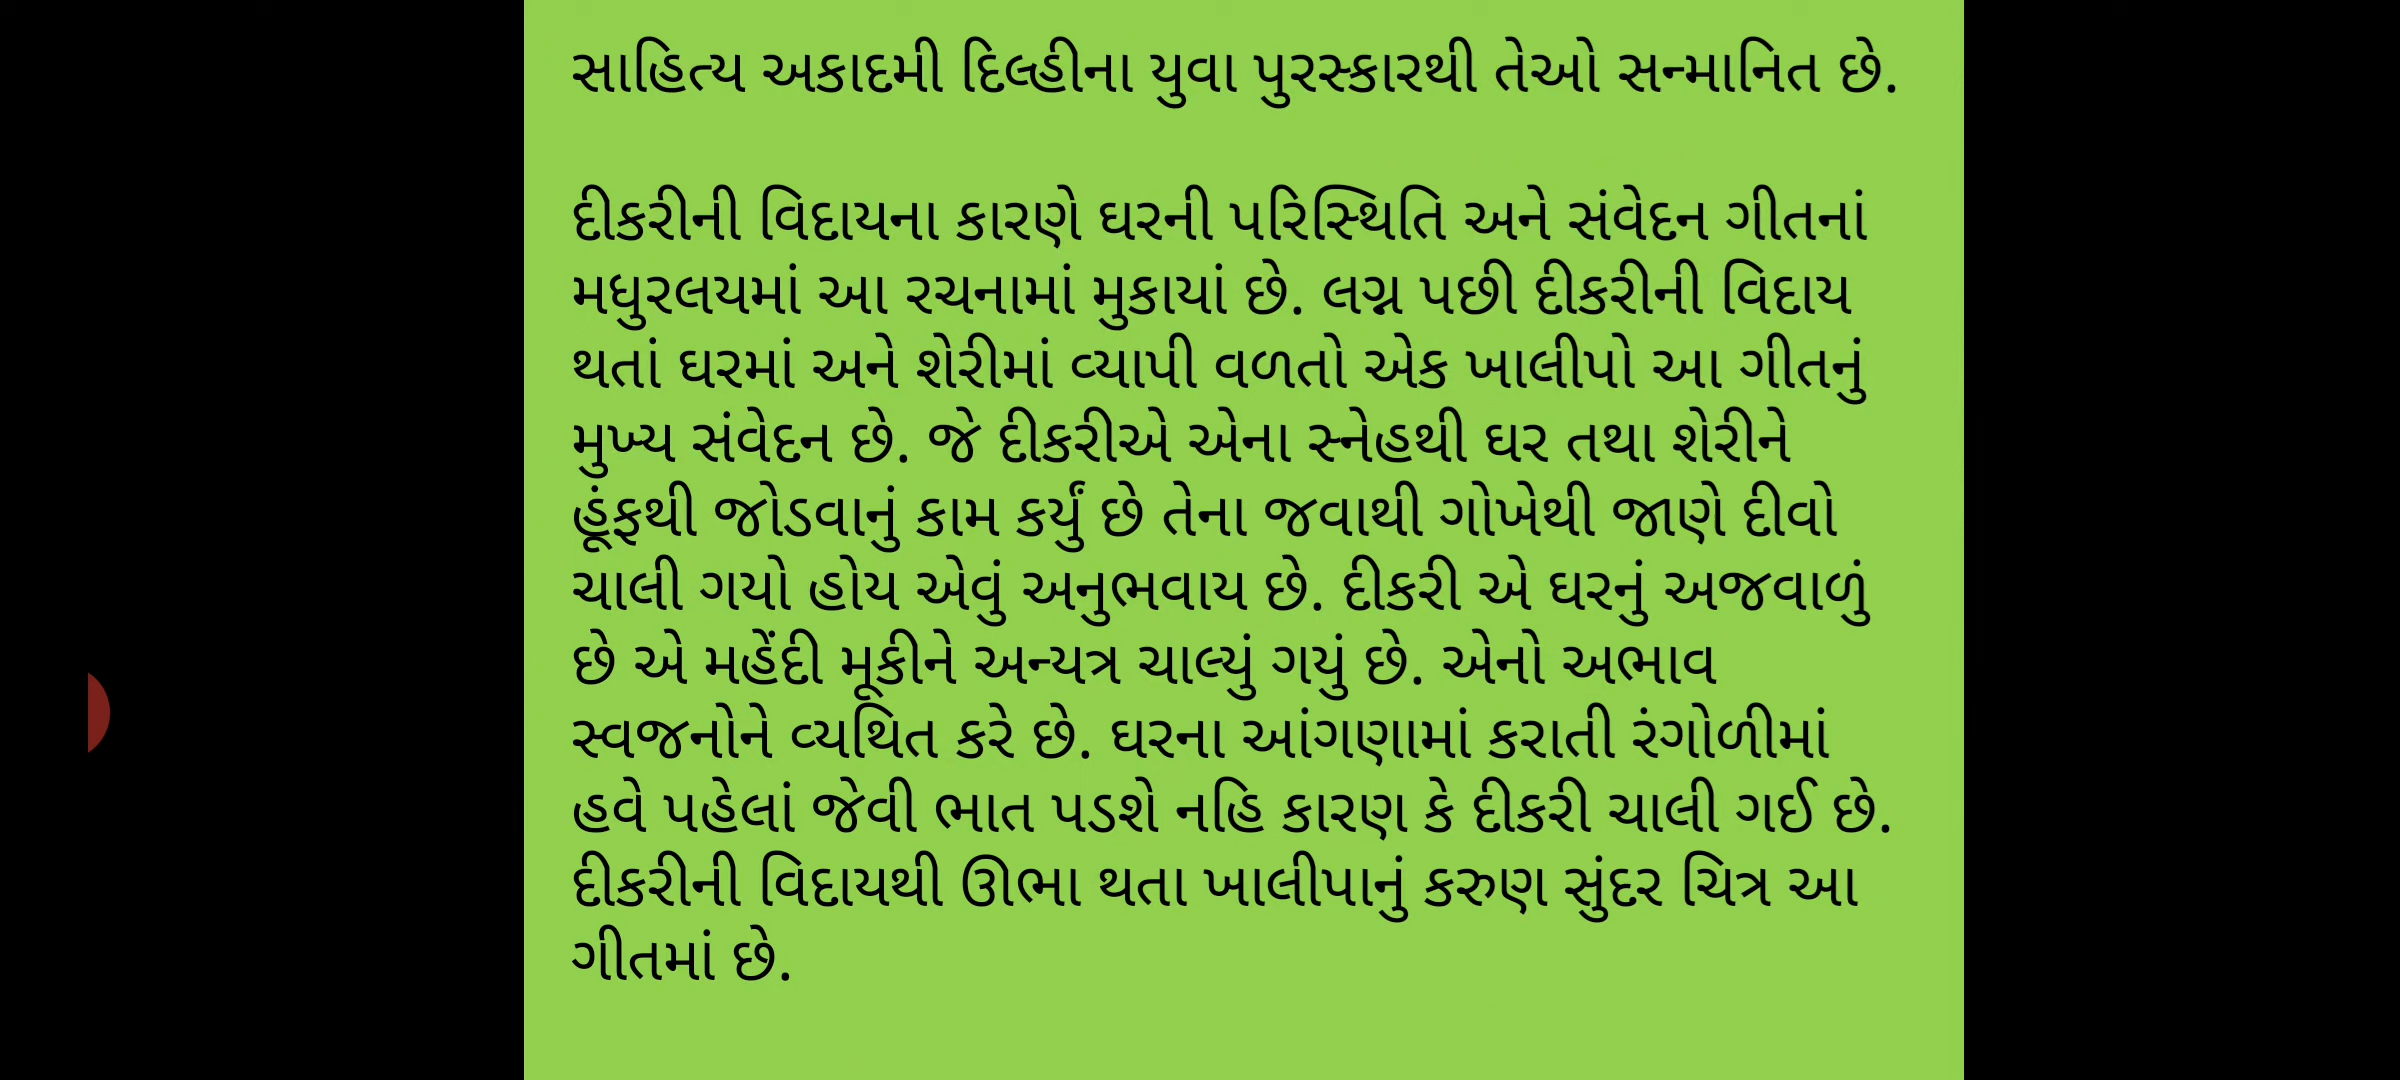 સાહિત્ય અકાદમી દિલ્હીના યુવા પુરસ્કારથી તેઓ સન્માનિત છે.
દીકરીની વિદાયના કારણે ઘરની પરિસ્થિતિ અને સંવેદન ગીતનાં
મધુરલયમાં આ રચનામાં મુકાયાં છે. લગ્ન પછી દીકરીની વિદાય
થતાં ઘરમાં અને શેરીમાં વ્યાપી વળતો એક ખાલીપો આ ગીતનું
મુખ્ય સંવેદન છે. જે દીકરીએ એના સ્નેહથી ઘર તથા શેરીને
હૂંફથી જોડવાનું કામ કર્યું છે તેના જવાથી ગોખેથી જાણે દીવો
ચાલી ગયો હોય એવું અનુભવાય છે. દીકરી એ ઘરનું અજવાળું
છે એ મહેંદી મૂકીને અન્યત્ર ચાલ્યું ગયું છે. એનો અભાવ
સ્વજનોને વ્યથિત કરે છે. ઘરના આંગણામાં કરાતી રંગોળીમાં
હવે પહેલાં જેવી ભાત પડશે નહિ કારણ કે દીકરી ચાલી ગઈ છે.
દીકરીની વિદાયથી ઊભા થતા ખાલીપાનું કરુણ સુંદર ચિત્ર આ
ગીતમાં છે.